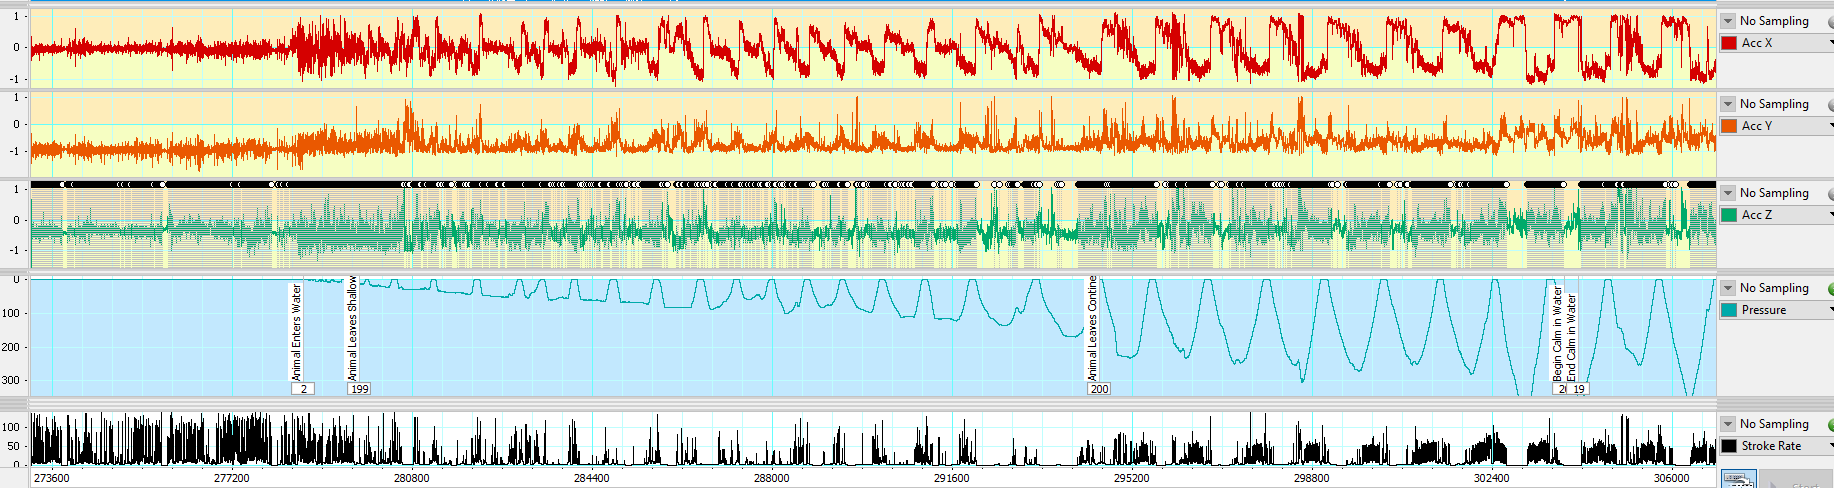 1
0
-1
No Sampling
Acc X
1
0
-1
No Sampling
Acc Y
1
0
-1
No Sampling
Acc Z
0
100
200
300
Animal Enters Water
2
Animal Leaves Shallow
199
Animal Leaves Contine
200
Begin Calm in Water
End Calm in Water
19
No Sampling
Pressure
100
50
0
No Sampling
Stroke Rate
273600 277200 280800 284400 288000 291600 295200 298800 302400 306000
Start